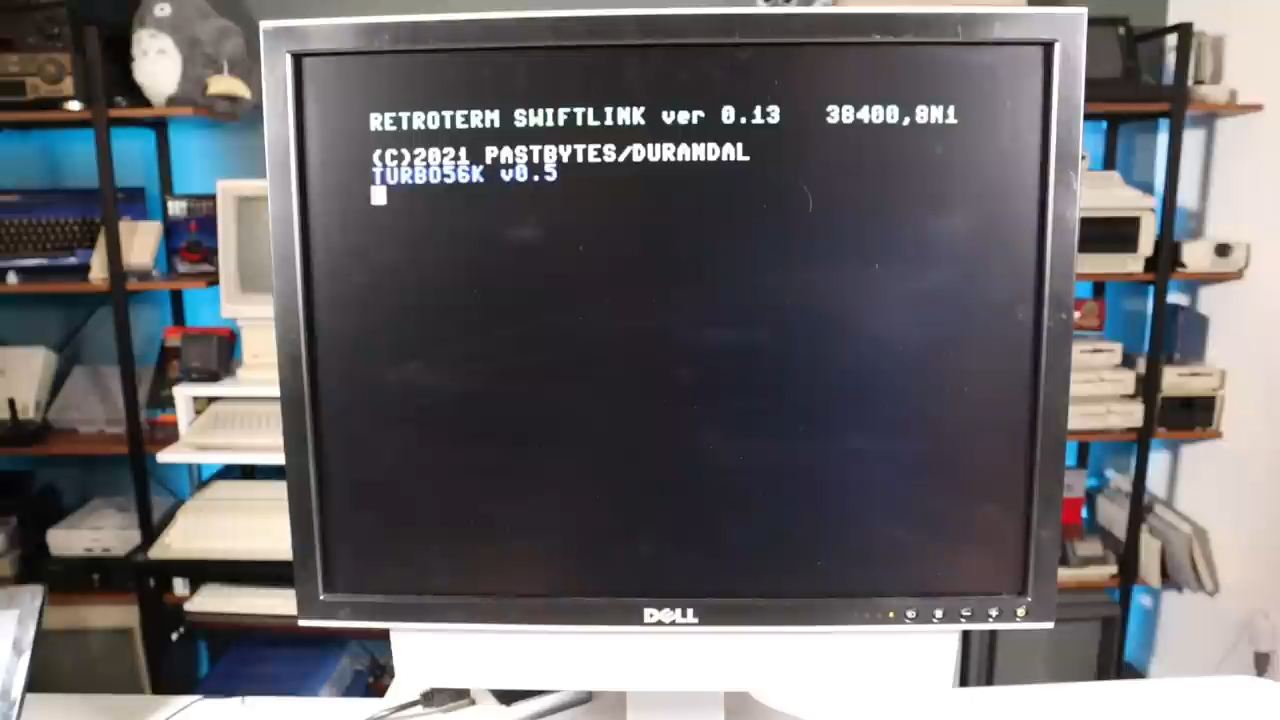 RETROTERM SWIFTLINK ver 0.13 38400,8N1
(C)2021 PASTBYTES/DURANDAL
TURBO56K v0.5
DELL